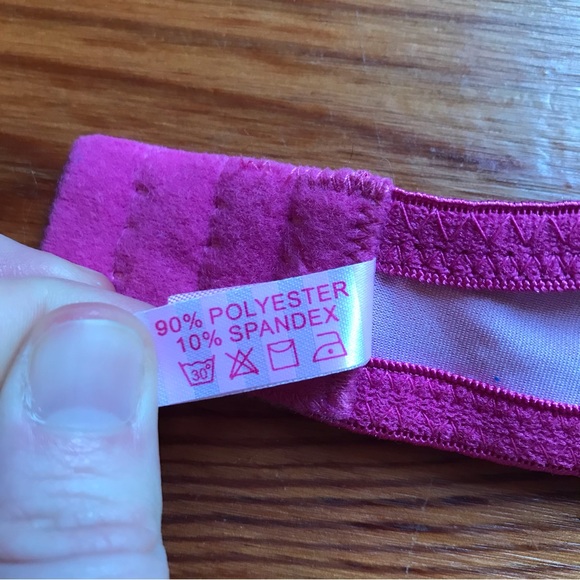 90% POLYESTER
10% SPANDEX
30°